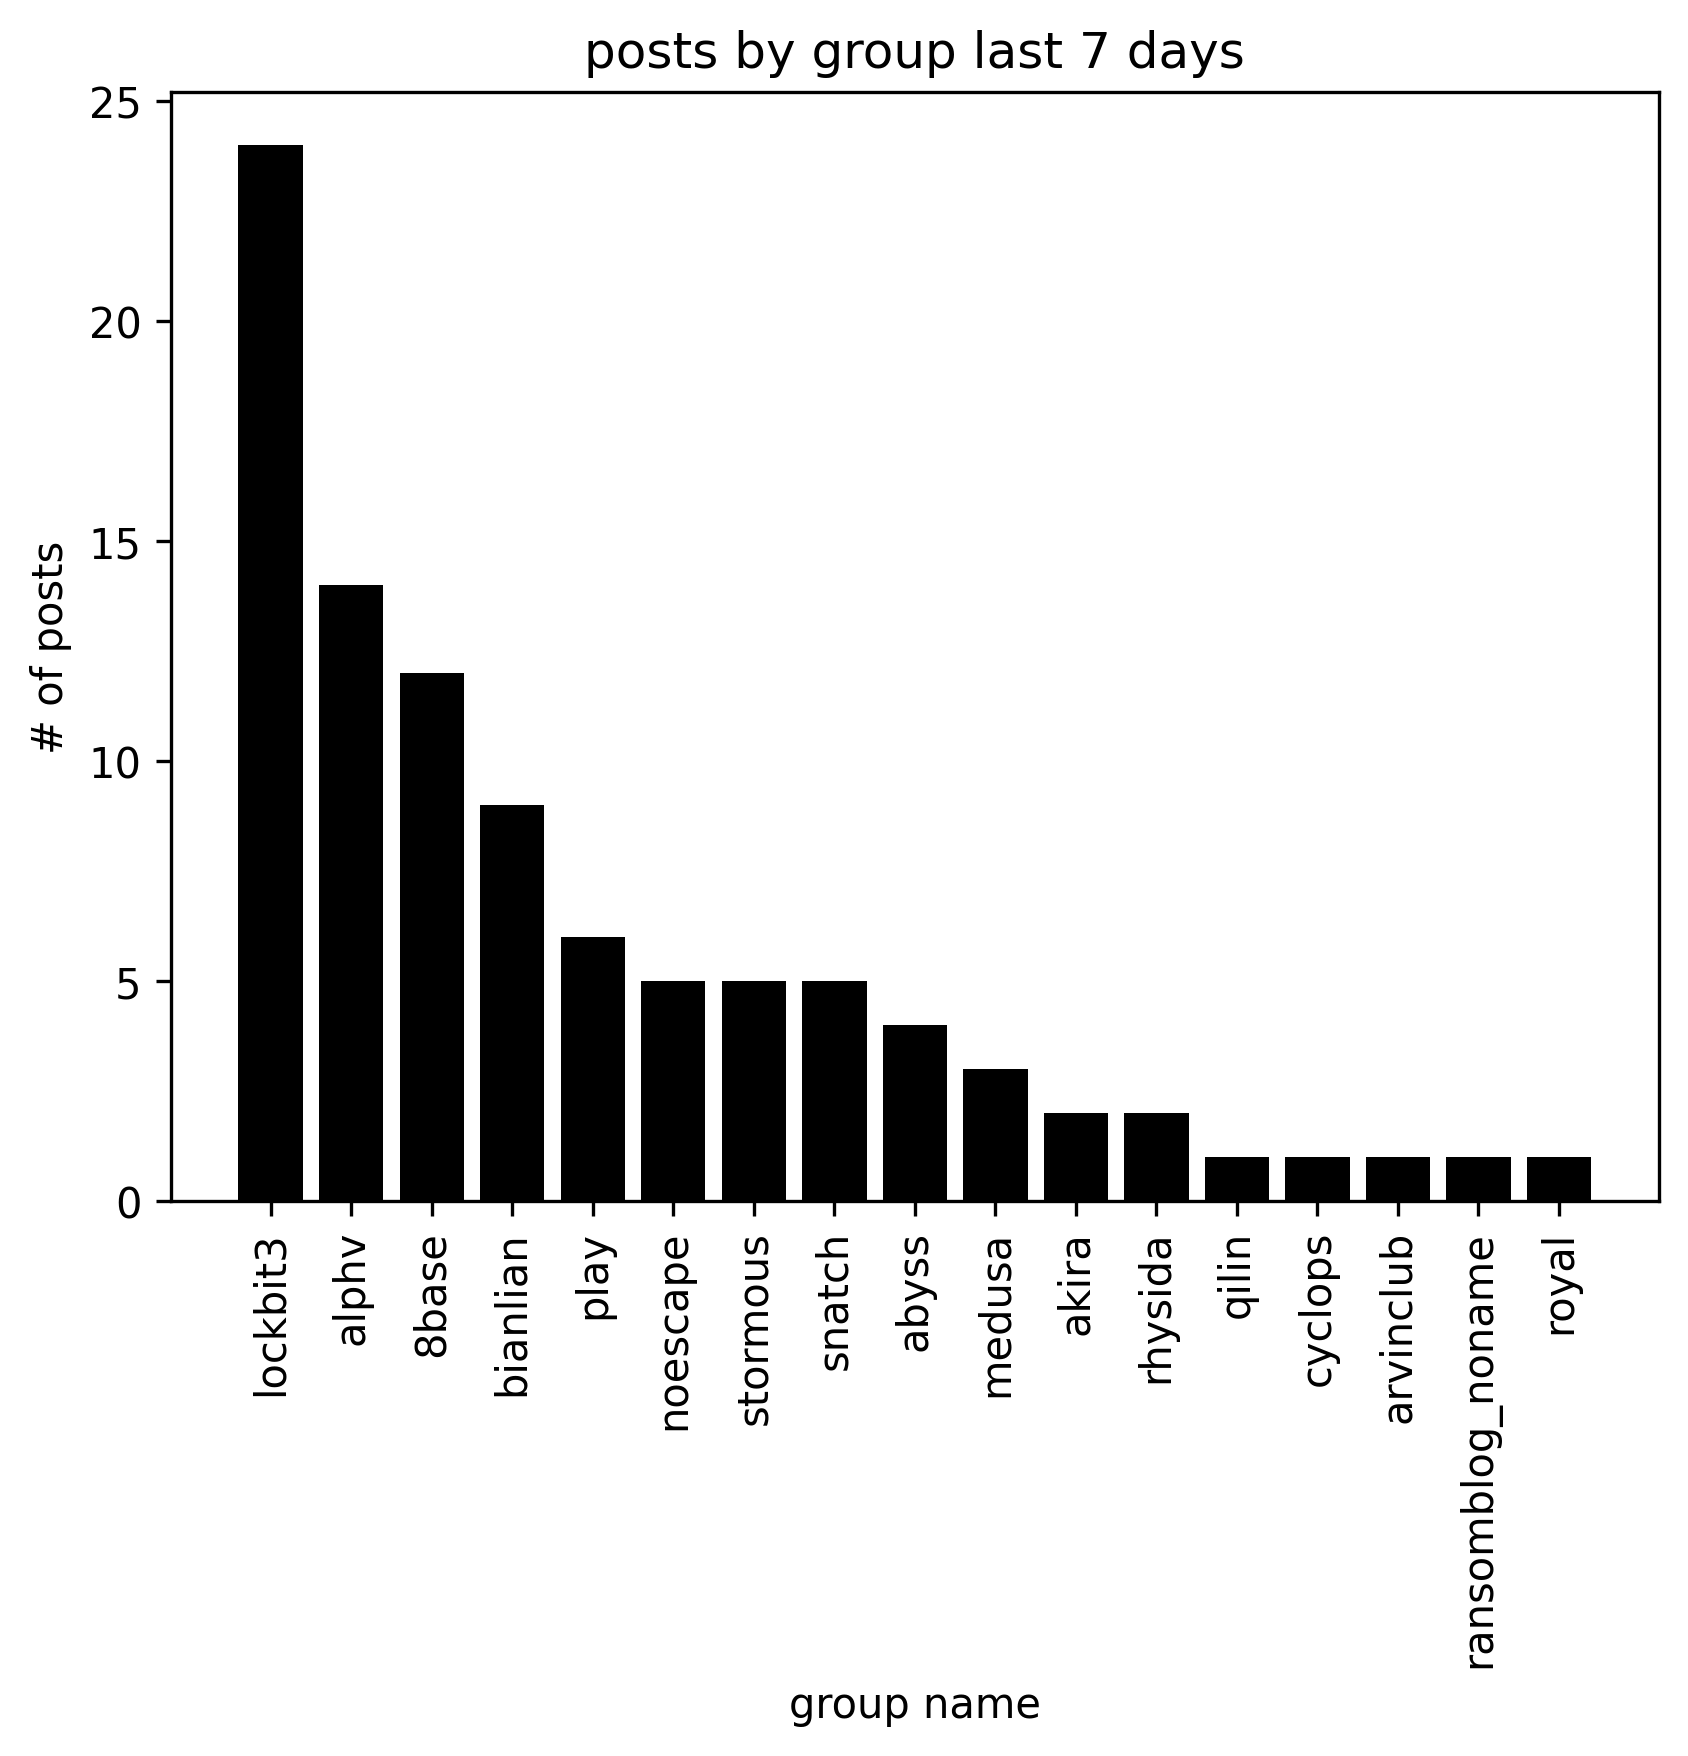 posts by group last 7 days
25
20
15
10
5
0
# of posts
lockbit3
alphv
8base
bianlian
play
noescape
stormous
snatch
abyss
medusa
akira
rhysida
qilin
cyclops
arvinclub
ransomblog_noname
royal
group name